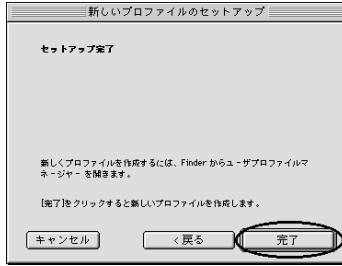 新しいプロファイルのセットアップ
セットアップ完了
新しくプロファイルを作成するには、Finder からユーザプロファイルマ
ネージャー を開きます。
[完了]をクリックすると新しいプロファイルを作成します。
キャンセル
＜戻る
完了